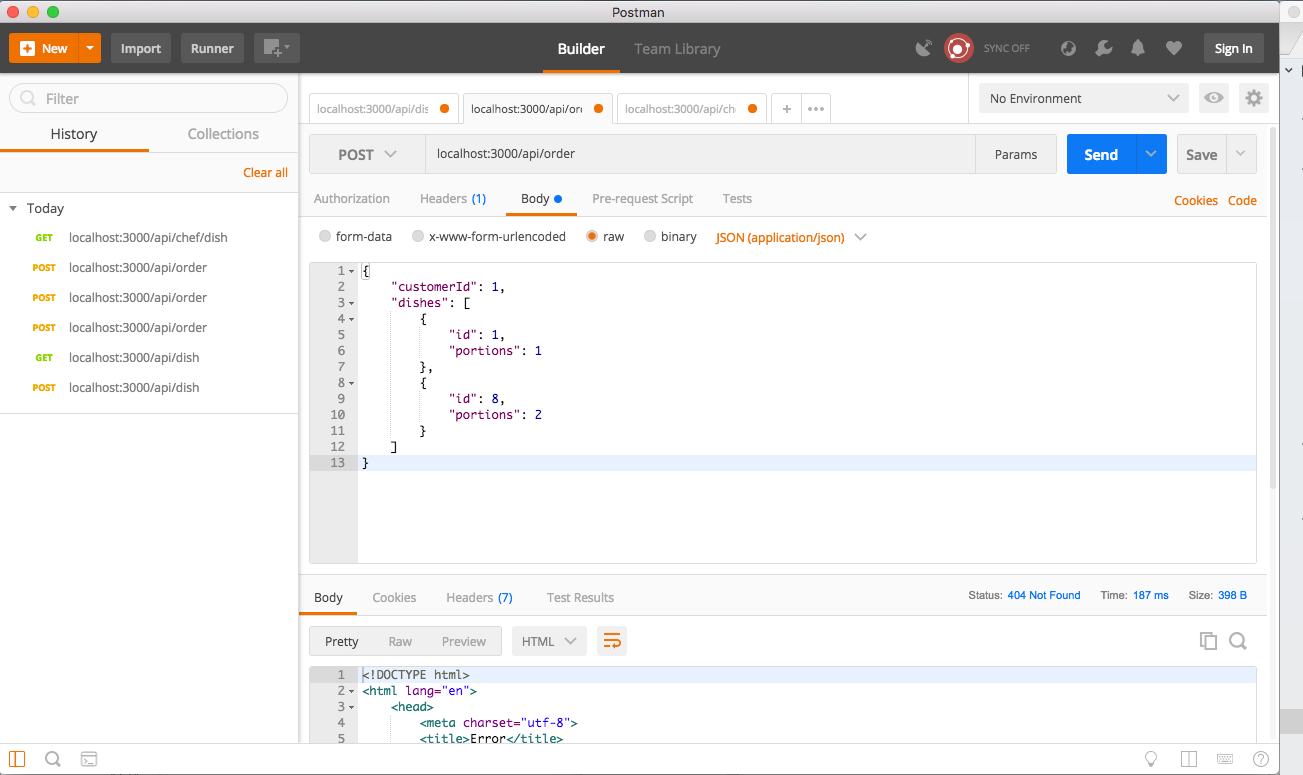 Postman
New
Import
Runner
Builder
Team Library
SYNC OFF
Sign In
Filter
History
Collections
Clear all
Today
GET localhost:3000/api/chef/dish
POST localhost:3000/api/order
POST localhost:3000/api/order
POST localhost:3000/api/order
GET localhost:3000/api/dish
POST localhost:3000/api/dish
localhost:3000/api/dis
localhost:3000/api/or
localhost:3000/api/ch
No Environment
POST
localhost:3000/api/order
Params
Send
Save
Authorization
Headers (1)
Body
Pre-request Script
Tests
Cookies
Code
form-data
x-www-form-urlencoded
raw
binary
JSON (application/json)
1 {
2 "customerId": 1,
3 "dishes": [
4 {
5 "id": 1,
6 "portions": 1
7 },
8 {
9 "id": 8,
10 "portions": 2
11 }
12 ]
13 }
Body
Cookies
Headers (7)
Test Results
Status: 404 Not Found
Time: 187 ms
Size: 398 B
Pretty
Raw
Preview
HTML
1 <!DOCTYPE html>
2 <html lang="en">
3 <head>
4 <meta charset="utf-8">
5 <title>Error</title>